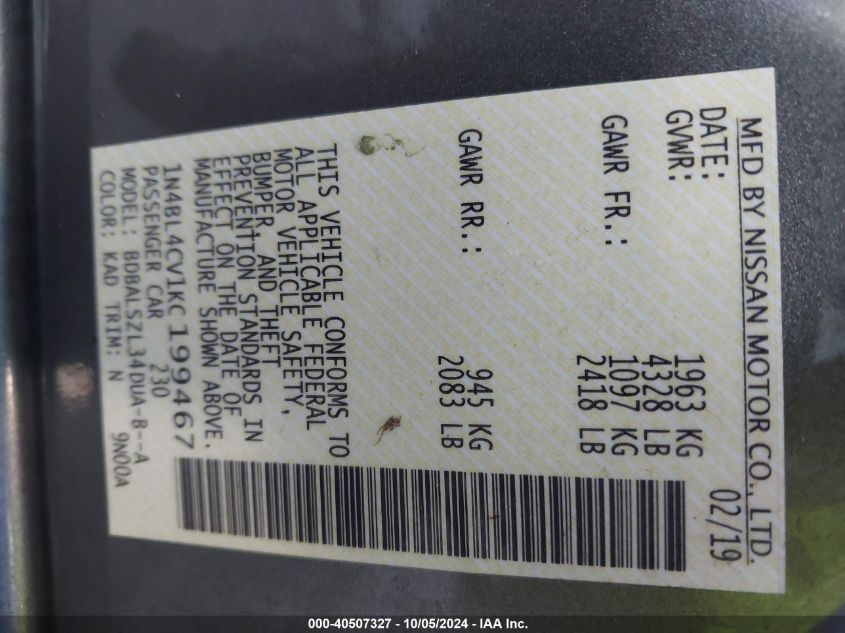 MFD BY NISSAN MOTOR CO., LTD.
DATE: 02/19
GVWR: 1963 KG
4328 LB
GAWR FR.: 1097 KG
2418 LB
GAWR RR.: 945 KG
2083 LB
THIS VEHICLE CONFORMS TO
ALL APPLICABLE FEDERAL
MOTOR VEHICLE SAFETY,
BUMPER, AND THEFT
PREVENTION STANDARDS IN
EFFECT ON THE DATE OF
MANUFACTURE SHOWN ABOVE.
1N4BL4CV1KC199467
PASSENGER CAR 230
MODEL: BDBALSZL34DUA-B--A
COLOR: KAD TRIM: N 9N00A
000-40507327 - 10/05/2024 - IAA Inc.